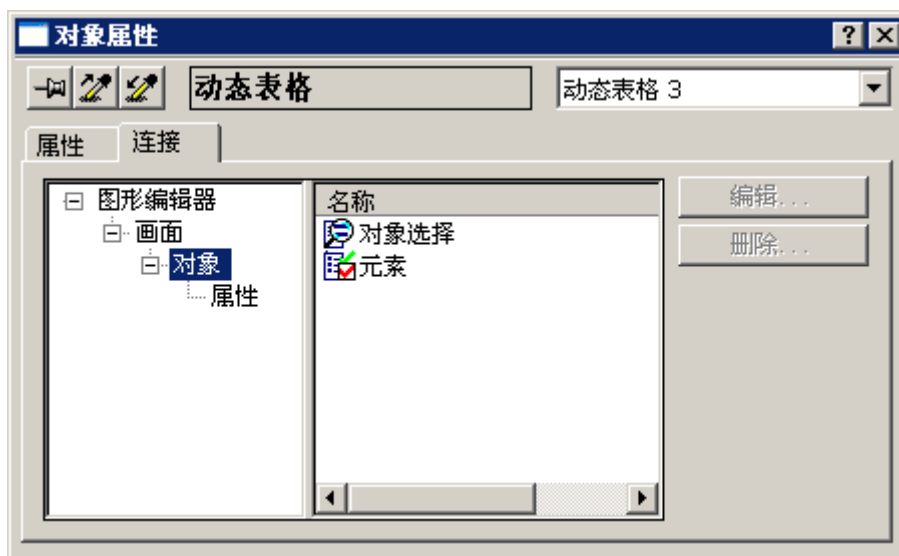 对象属性
动态表格
动态表格 3
属性
连接
图形编辑器
画面
对象
属性
名称
对象选择
元素
编辑...
删除...